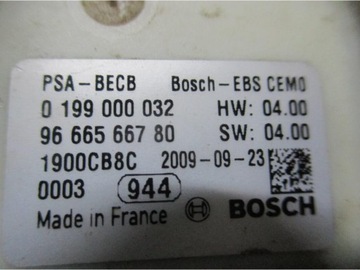 PSA-BECB Bosch-EBS CEM0
0 199 000 032 HW: 04.00
96 665 667 80 SW: 04.00
1900CB8C 2009-09-23
0003 944
Made in France BOSCH